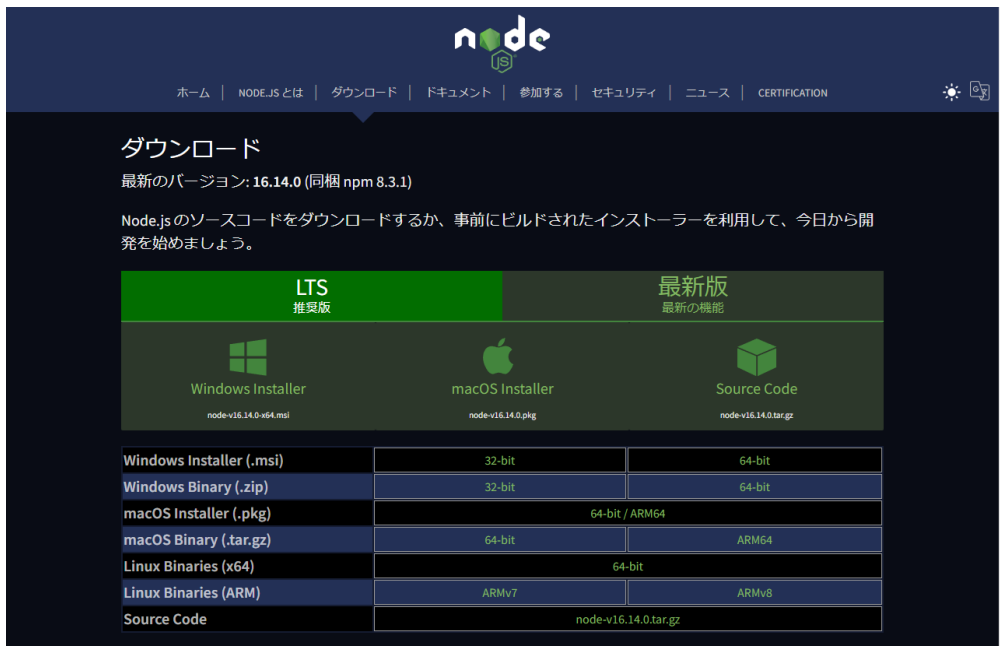 node
JS
ホーム | NODE.JS とは | ダウンロード | ドキュメント | 参加する | セキュリティ | ニュース | CERTIFICATION
ダウンロード
最新のバージョン: 16.14.0 (同梱 npm 8.3.1)
Node.js のソースコードをダウンロードするか、事前にビルドされたインストーラーを利用して、今日から開
発を始めましょう。
LTS 最新版
推奨版 最新の機能
Windows Installer macOS Installer Source Code
node-v16.14.0-x64.msi node-v16.14.0.pkg node-v16.14.0.tar.gz
Windows Installer (.msi) 32-bit 64-bit
Windows Binary (.zip) 32-bit 64-bit
macOS Installer (.pkg) 64-bit / ARM64
macOS Binary (.tar.gz) 64-bit ARM64
Linux Binaries (x64) 64-bit
Linux Binaries (ARM) ARMv7 ARMv8
Source Code node-v16.14.0.tar.gz